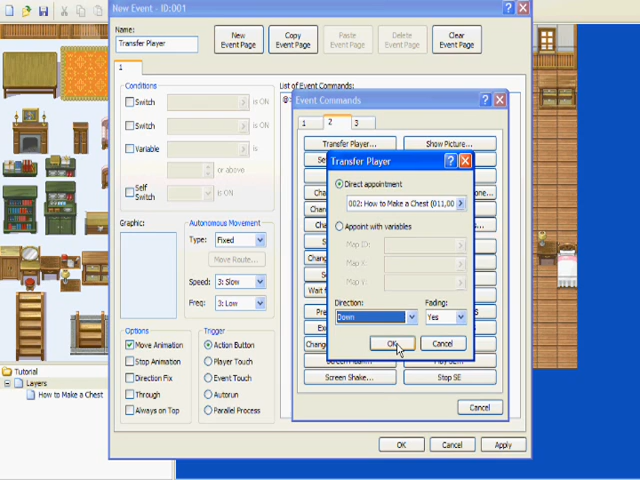 New Event - ID:001
Name:
Transfer Player
New
Event Page
Copy
Event Page
Paste
Event Page
Delete
Event Page
Clear
Event Page
1
Conditions
Switch
is ON
Switch
is ON
Variable
is
or above
Self
Switch
is ON
Graphic:
Autonomous Movement
Type:
Fixed
Move Route...
Speed:
3: Slow
Freq:
3: Low
Options
Move Animation
Stop Animation
Direction Fix
Through
Always on Top
Trigger
Action Button
Player Touch
Event Touch
Autorun
Parallel Process
List of Event Commands:
Event Commands
1
2
3
Transfer Player...
Show Picture...
Transfer Player
Direct appointment
002: How to Make a Chest (011,00
Appoint with variables
Map ID:
Map X:
Map Y:
Direction:
Fading:
Down
Yes
OK
Cancel
Screen Shake...
Stop SE
Cancel
OK
Cancel
Apply
Tutorial
Layers
How to Make a Chest